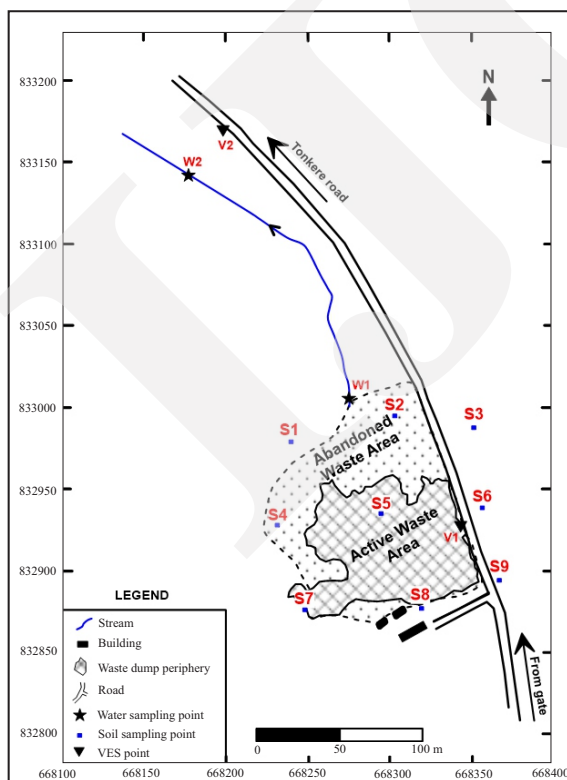 833200
833150
833100
833050
833000
832950
832900
832850
832800
N
W2
V2
Tonkere road
W1
S1
S2
S3
Abandoned
Waste Area
S4
S5
S6
Active Waste
Area
V1
S7
S8
S9
From gate
LEGEND
Stream
Building
Waste dump periphery
Road
Water sampling point
Soil sampling point
VES point
0
50
100 m
668100
668150
668200
668250
668300
668350
668400